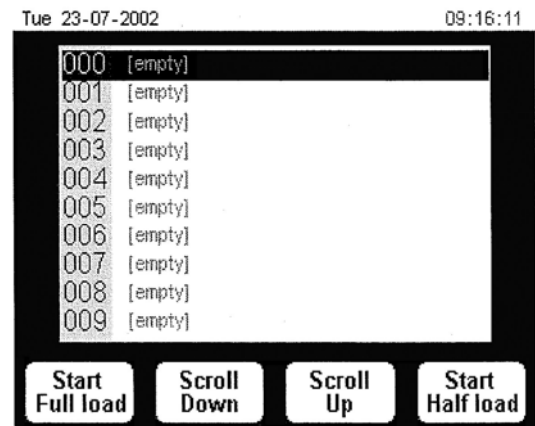 Tue 23-07-2002 09:16:11
000 [empty]
001 [empty]
002 [empty]
003 [empty]
004 [empty]
005 [empty]
006 [empty]
007 [empty]
008 [empty]
009 [empty]
Start Full load
Scroll Down
Scroll Up
Start Half load